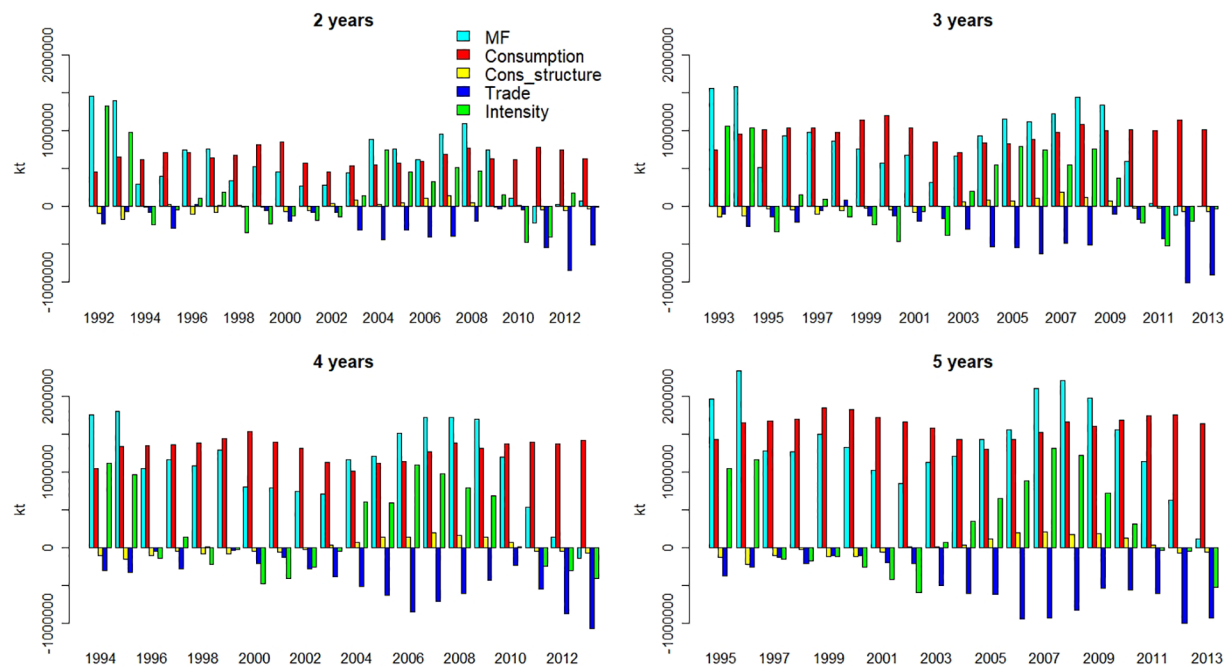 2 years
MF
Consumption
Cons_structure
Trade
Intensity
kt
2000000
1000000
0
-1000000
1992 1994 1996 1998 2000 2002 2004 2006 2008 2010 2012
3 years
kt
2000000
1000000
0
-1000000
1993 1995 1997 1999 2001 2003 2005 2007 2009 2011 2013
4 years
kt
2000000
1000000
0
-1000000
1994 1996 1998 2000 2002 2004 2006 2008 2010 2012
5 years
kt
2000000
1000000
0
-1000000
1995 1997 1999 2001 2003 2005 2007 2009 2011 2013